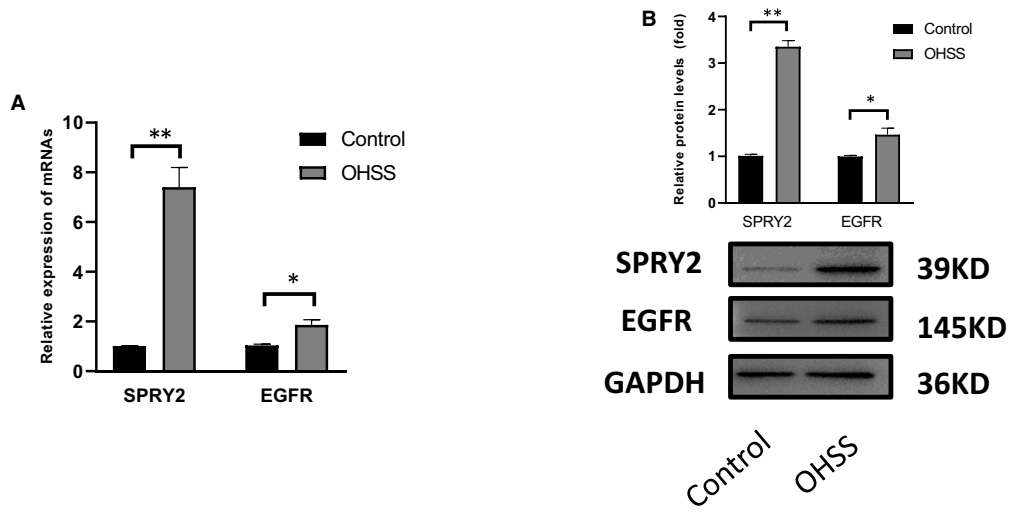 A
Relative expression of mRNAs
10
8
6
4
2
0
**
*
Control
OHSS
SPRY2
EGFR
B
Relative protein levels (fold)
4
3
2
1
0
**
*
Control
OHSS
SPRY2
EGFR
SPRY2
39KD
EGFR
145KD
GAPDH
36KD
Control
OHSS